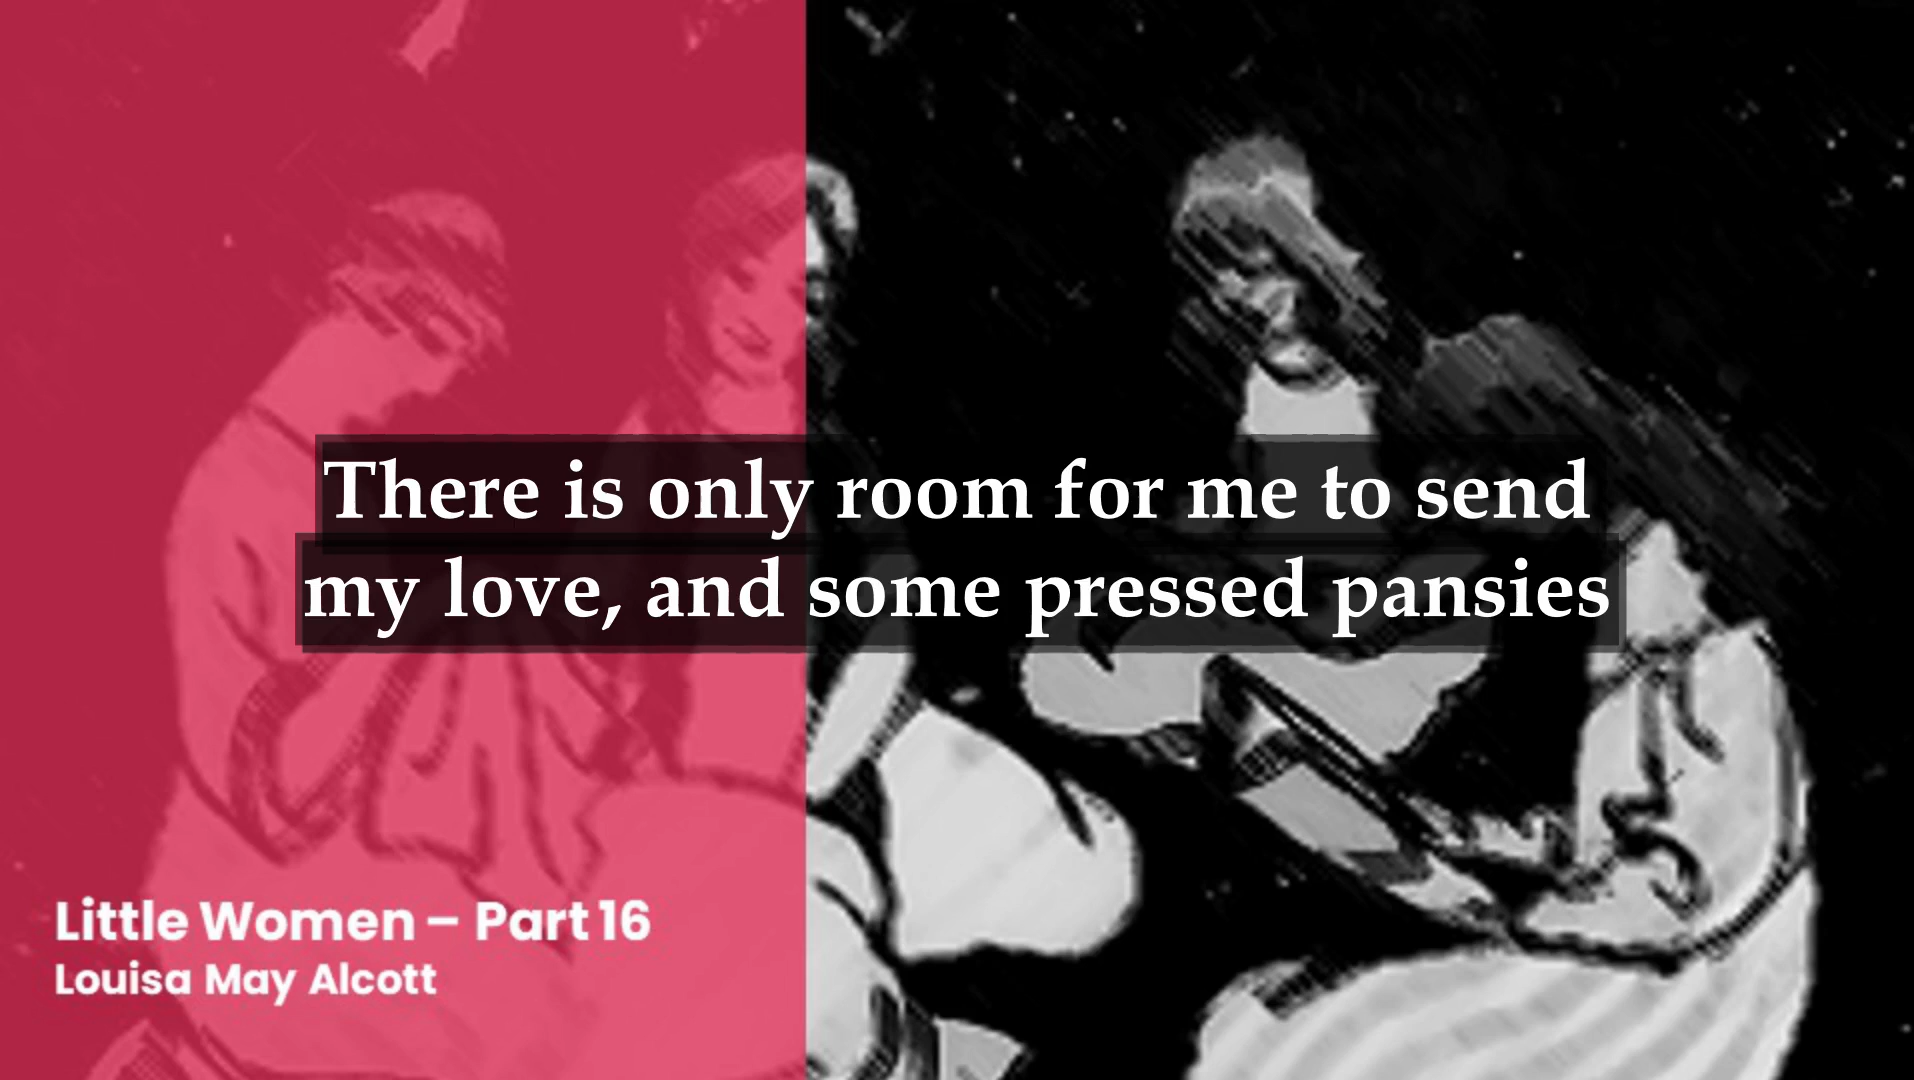 There is only room for me to send
my love, and some pressed pansies
Little Women – Part 16
Louisa May Alcott